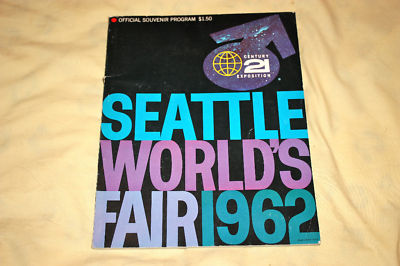 OFFICIAL SOUVENIR PROGRAM $1.50
CENTURY
21
EXPOSITION
SEATTLE
WORLD'S
FAIR 1962